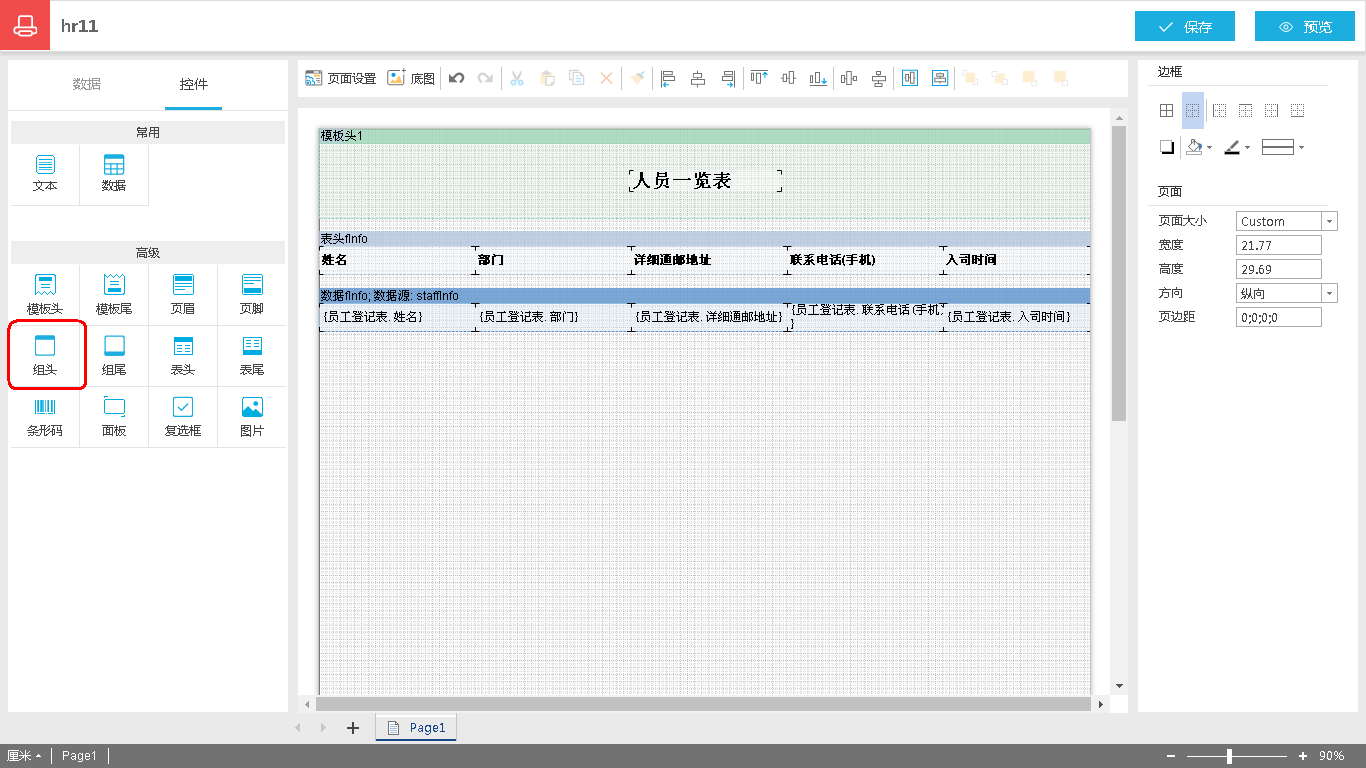 hr11
保存
预览
数据
控件
常用
文本
数据
高级
模板头
模板尾
页眉
页脚
组头
组尾
表头
表尾
条形码
面板
复选框
图片
页面设置
底图
模板头1
人员一览表
表头fInfo
姓名
部门
详细通邮地址
联系电话(手机)
入司时间
数据fInfo; 数据源: staffInfo
{员工登记表. 姓名}
{员工登记表. 部门}
{员工登记表. 详细通邮地址}
{员工登记表. 联系电话(手机)
}
{员工登记表. 入司时间}
边框
页面
页面大小
Custom
宽度
21.77
高度
29.69
方向
纵向
页边距
0;0;0;0
Page1
厘米
Page1
90%